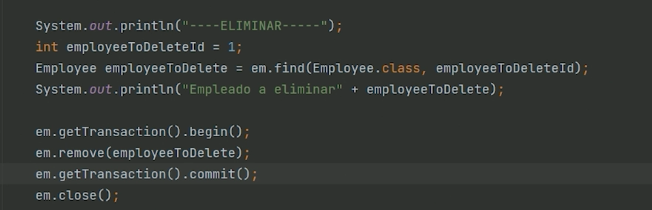 System.out.println("----ELIMINAR-----");
int employeeToDeleteId = 1;
Employee employeeToDelete = em.find(Employee.class, employeeToDeleteId);
System.out.println("Empleado a eliminar" + employeeToDelete);
em.getTransaction().begin();
em.remove(employeeToDelete);
em.getTransaction().commit();
em.close();